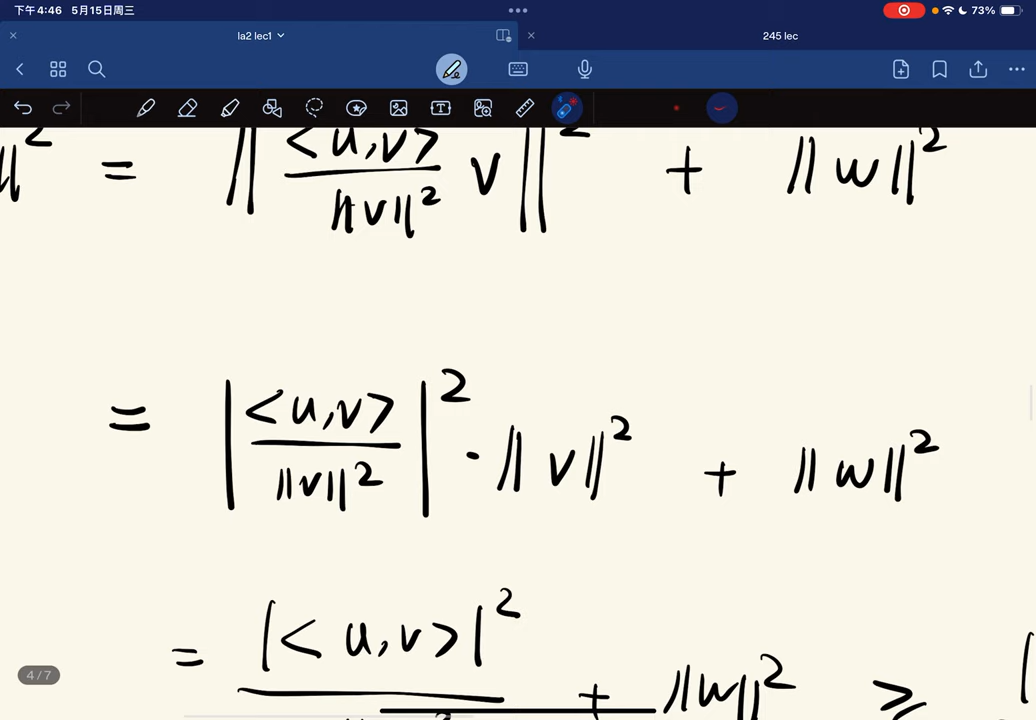 下午4:46 5月15日周三 73%
la2 lec1 245 lec
‖² = ‖ <u,v> / ‖v‖² v ‖² + ‖w‖²
= | <u,v> / ‖v‖² |² · ‖v‖² + ‖w‖²
= |<u,v>|² + ‖w‖² ≥
4 / 7